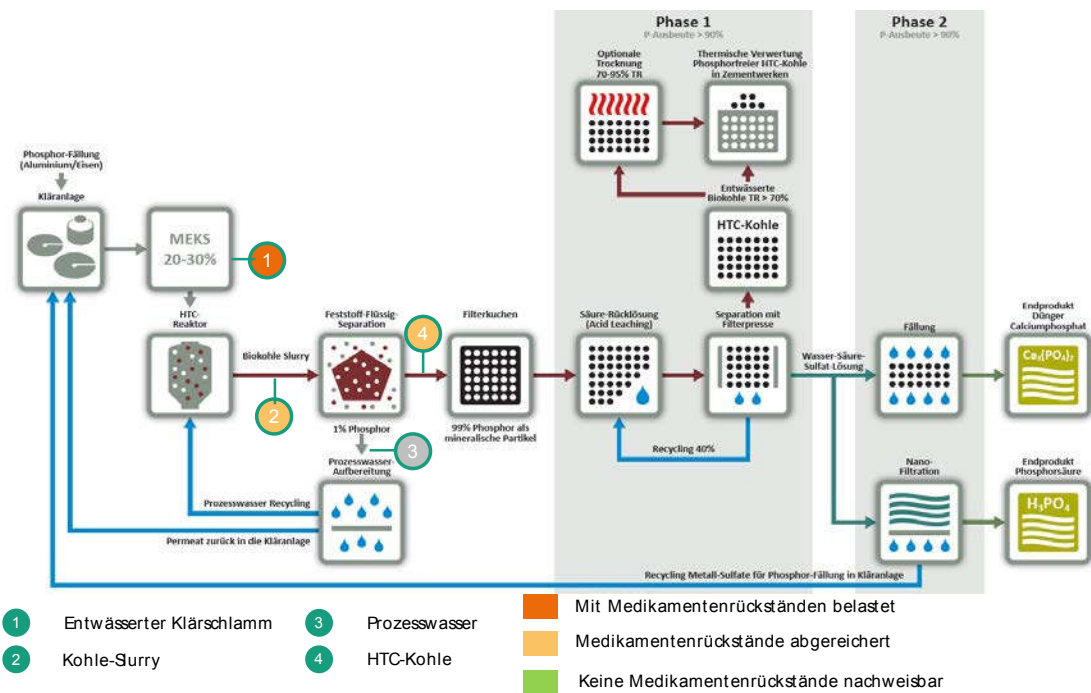 Phase 1
P-Ausbeute > 90%
Phase 2
P-Ausbeute > 90%
Optionale
Trocknung
70-95% TR
Thermische Verwertung
Phosphorfreier HTC-Kohle
in Zementwerken
Phosphor-Fällung
(Aluminium/Eisen)
Kläranlage
MEKS
20-30%
1
Entwässerte
Biokohle TR > 70%
HTC-Kohle
HTC-
Reaktor
Biokohle Slurry
2
Feststoff-Flüssig-
Separation
4
Filterkuchen
Säure-Rücklösung
(Acid Leaching)
Separation mit
Filterpresse
Wasser-Säure-
Sulfat-Lösung
Fällung
Endprodukt
Dünger
Calciumphosphat
Ca₃(PO₄)₂
1% Phosphor
3
99% Phosphor als
mineralische Partikel
Recycling 40%
Prozesswasser-
Aufbereitung
Prozesswasser Recycling
Permeat zurück in die Kläranlage
Nano-
Filtration
Endprodukt
Phosphorsäure
H₃PO₄
Recycling Metall-Sulfate für Phosphor-Fällung in Kläranlage
1 Entwässerter Klärschlamm
2 Kohle-Slurry
3 Prozesswasser
4 HTC-Kohle
Mit Medikamentenrückständen belastet
Medikamentenrückstände abgereichert
Keine Medikamentenrückstände nachweisbar